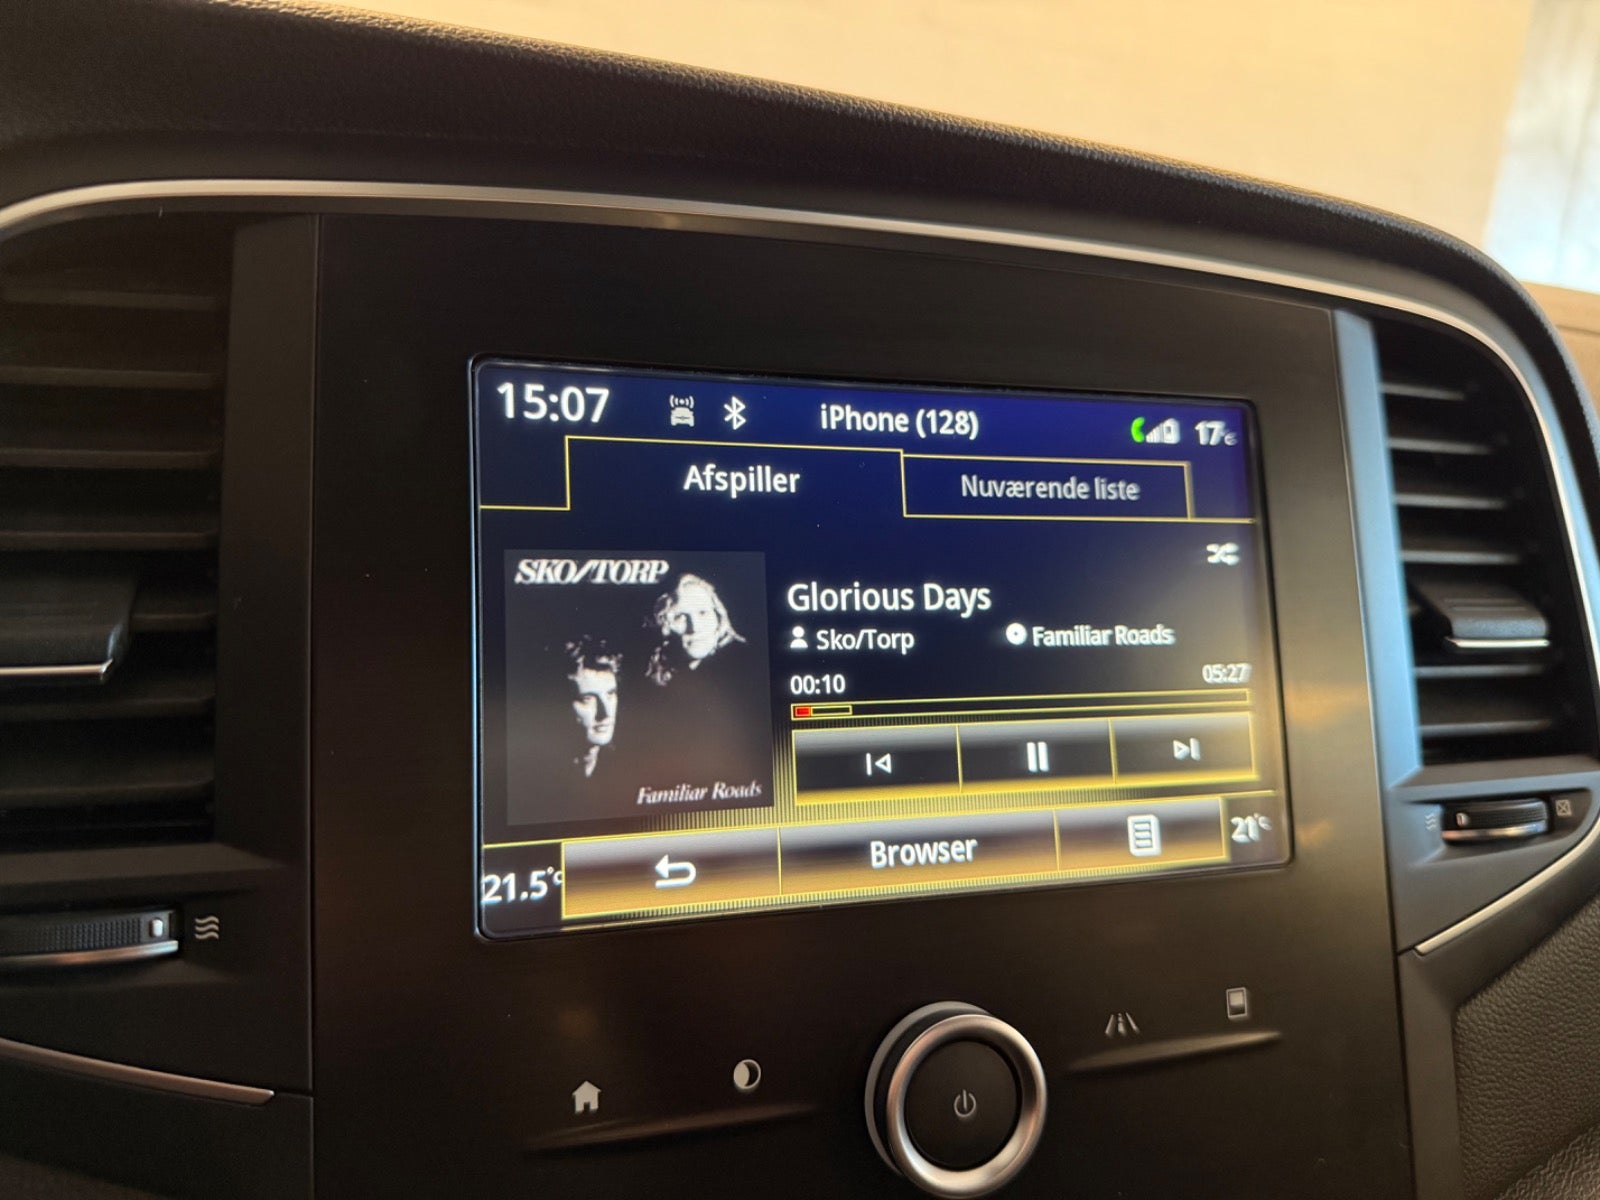 15:07 iPhone (128) 17°C
Afspiller Nuværende liste
SKO/TORP
Familiar Roads
Glorious Days
Sko/Torp Familiar Roads
00:10 05:27
21.5°C Browser 21°C